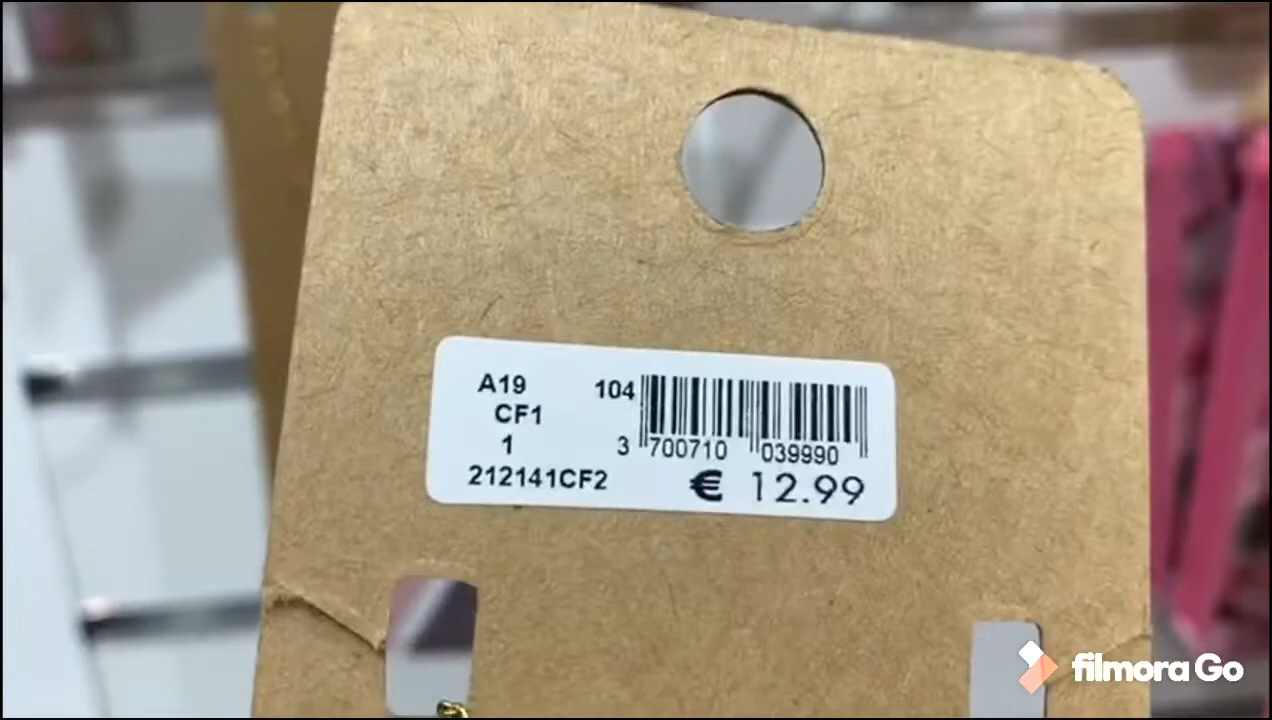 A19
CF1
1
212141CF2
104
3 700710 039990
€ 12.99
filmora Go